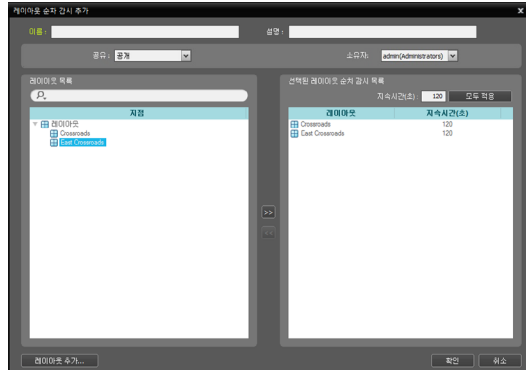 레이아웃 순차 감시 추가
이름 :
설명 :
공유 : 공개
소유자: admin(Administrators)
레이아웃 목록
지점
레이아웃
Crossroads
East Crossroads
>>
<<
선택된 레이아웃 순차 감시 목록
지속시간(초): 120 모두 적용
레이아웃 지속시간(초)
Crossroads 120
East Crossroads 120
레이아웃 추가...
확인 취소